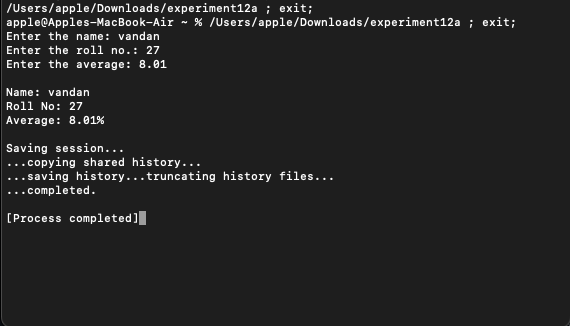 /Users/apple/Downloads/experiment12a ; exit;
apple@Apples-MacBook-Air ~ % /Users/apple/Downloads/experiment12a ; exit;
Enter the name: vandan
Enter the roll no.: 27
Enter the average: 8.01
Name: vandan
Roll No: 27
Average: 8.01%
Saving session...
...copying shared history...
...saving history...truncating history files...
...completed.
[Process completed]